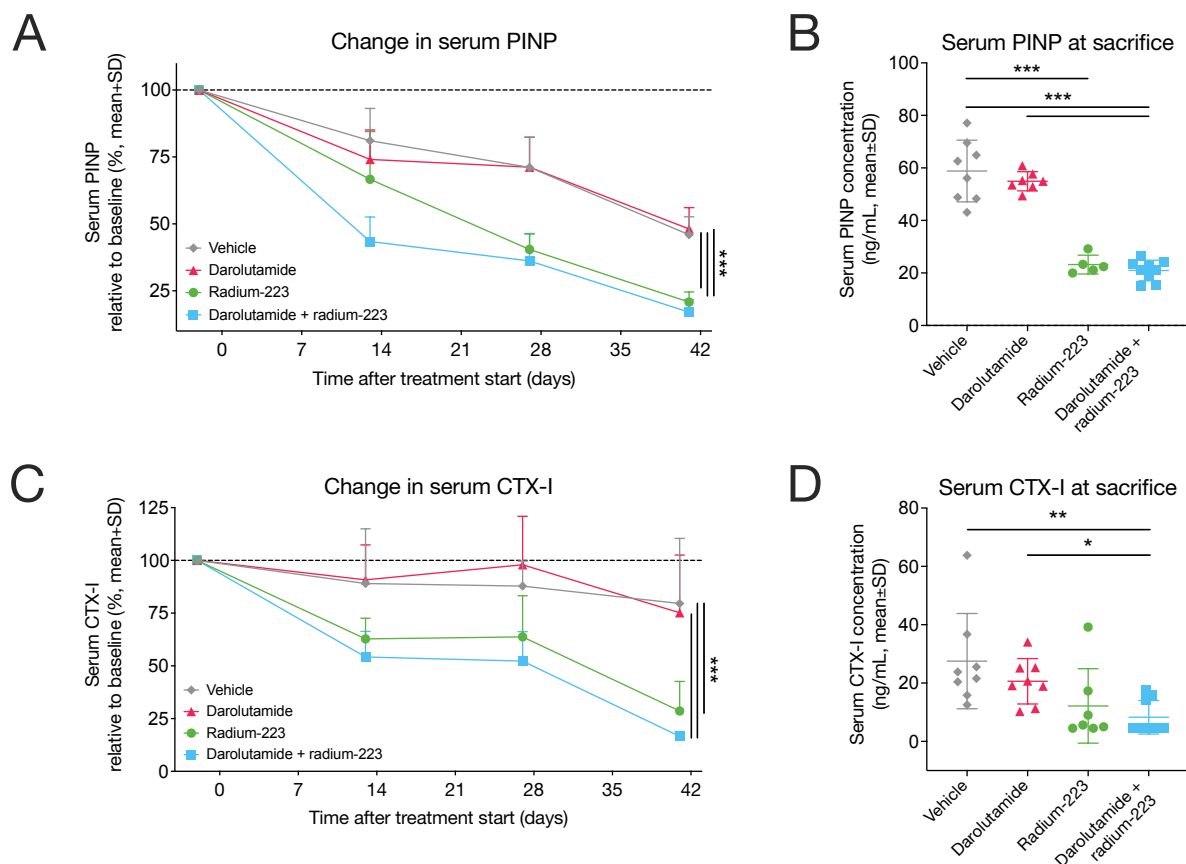 A
Change in serum PINP
Serum PINP
relative to baseline (%, mean+SD)
100
75
50
25
Vehicle
Darolutamide
Radium-223
Darolutamide + radium-223
***
0 7 14 21 28 35 42
Time after treatment start (days)
B
Serum PINP at sacrifice
Serum PINP concentration
(ng/mL, mean±SD)
100
80
60
40
20
0
***
***
Vehicle
Darolutamide
Radium-223
Darolutamide +
radium-223
C
Change in serum CTX-I
Serum CTX-I
relative to baseline (%, mean+SD)
125
100
75
50
25
0
Vehicle
Darolutamide
Radium-223
Darolutamide + radium-223
***
0 7 14 21 28 35 42
Time after treatment start (days)
D
Serum CTX-I at sacrifice
Serum CTX-I concentration
(ng/mL, mean±SD)
80
60
40
20
0
**
*
Vehicle
Darolutamide
Radium-223
Darolutamide +
radium-223